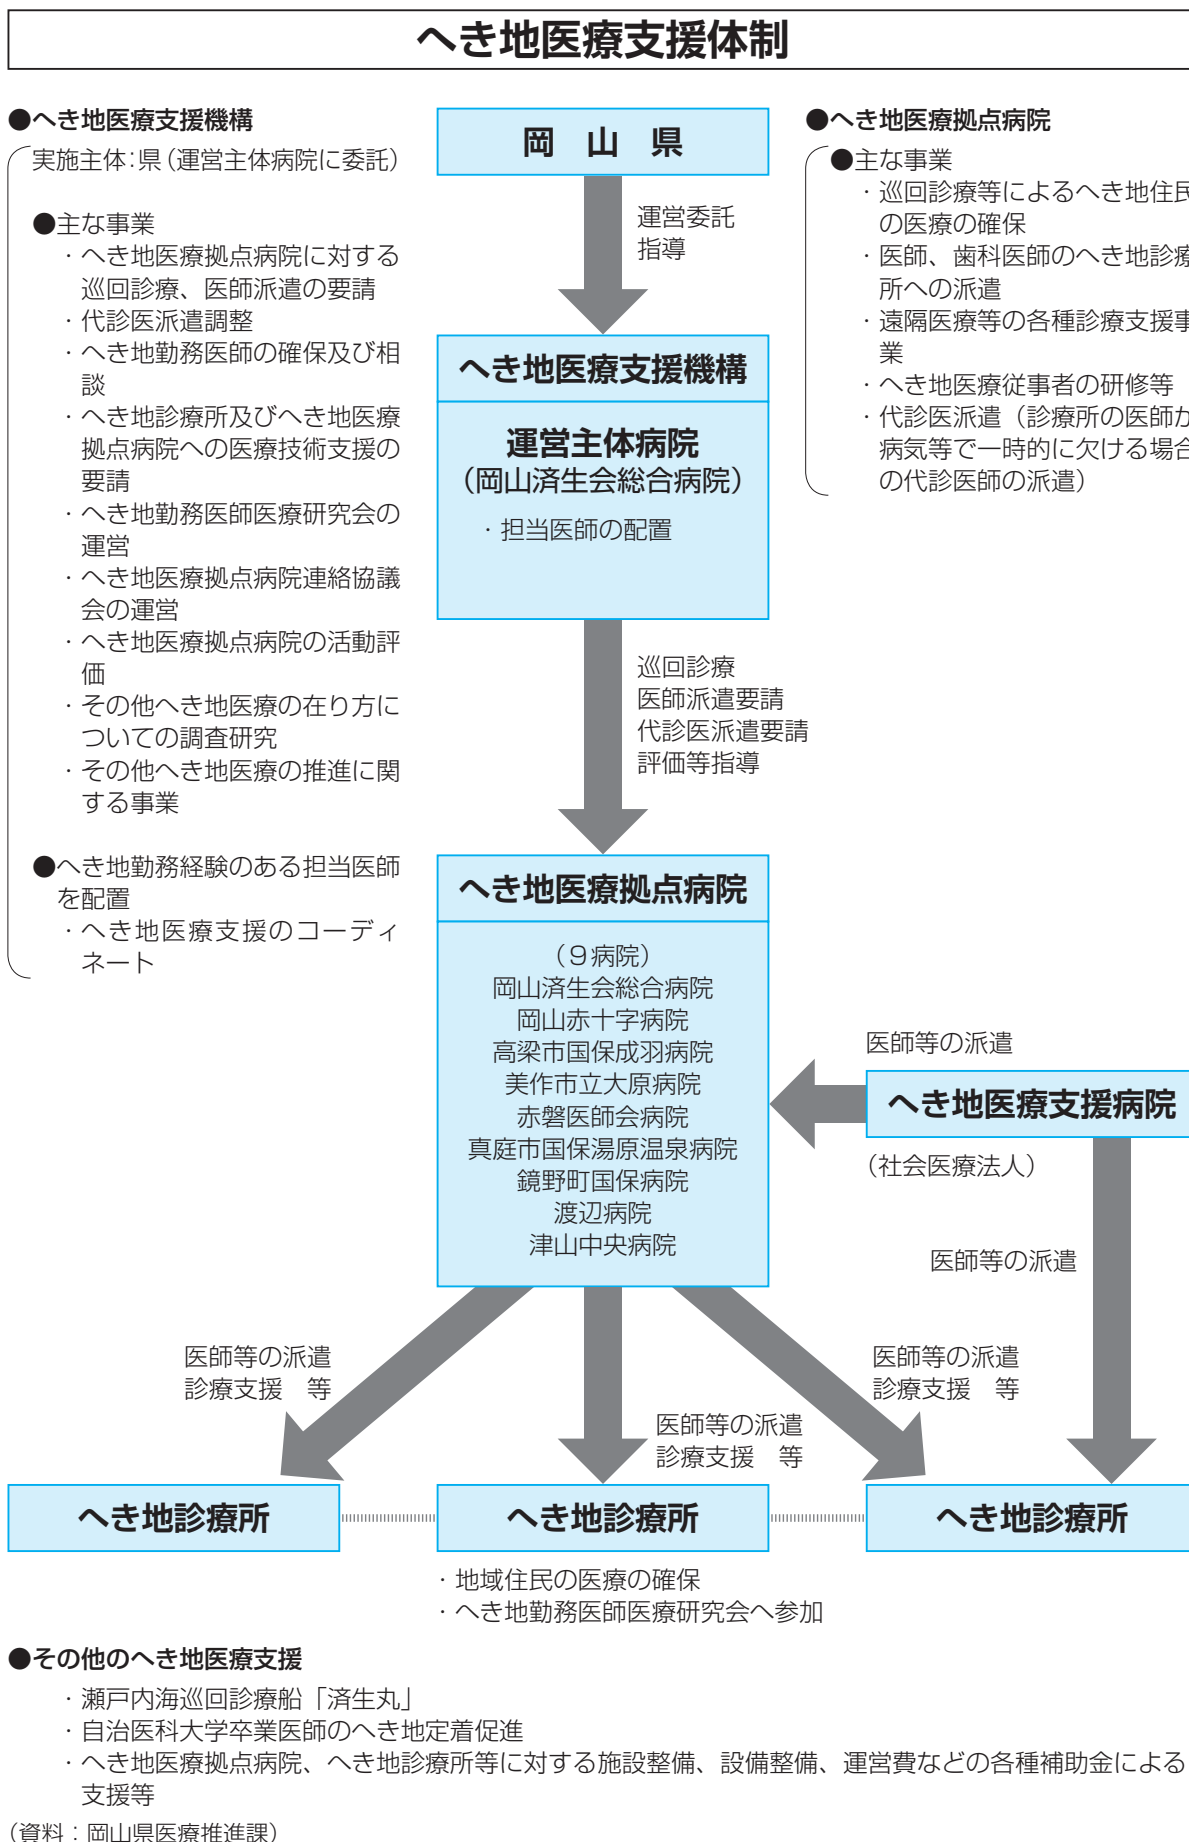 へき地医療支援体制
●へき地医療支援機構
実施主体：県（運営主体病院に委託）
●主な事業
・へき地医療拠点病院に対する
巡回診療、医師派遣の要請
・代診医派遣調整
・へき地勤務医師の確保及び相
談
・へき地診療所及びへき地医療
拠点病院への医療技術支援の
要請
・へき地勤務医師医療研究会の
運営
・へき地医療拠点病院連絡協議
会の運営
・へき地医療拠点病院の活動評
価
・その他へき地医療の在り方に
ついての調査研究
・その他へき地医療の推進に関
する事業
●へき地勤務経験のある担当医師
を配置
・へき地医療支援のコーディ
ネート
岡　山　県
運営委託
指導
へき地医療支援機構
運営主体病院
（岡山済生会総合病院）
・担当医師の配置
巡回診療
医師派遣要請
代診医派遣要請
評価等指導
●へき地医療拠点病院
●主な事業
・巡回診療等によるへき地住民
の医療の確保
・医師、歯科医師のへき地診療
所への派遣
・遠隔医療等の各種診療支援事
業
・へき地医療従事者の研修等
・代診医派遣（診療所の医師が
病気等で一時的に欠ける場合
の代診医師の派遣）
へき地医療拠点病院
（９病院）
岡山済生会総合病院
岡山赤十字病院
高梁市国保成羽病院
美作市立大原病院
赤磐医師会病院
真庭市国保湯原温泉病院
鏡野町国保病院
渡辺病院
津山中央病院
医師等の派遣
へき地医療支援病院
（社会医療法人）
医師等の派遣
医師等の派遣
診療支援　等
医師等の派遣
診療支援　等
医師等の派遣
診療支援　等
へき地診療所
へき地診療所
へき地診療所
・地域住民の医療の確保
・へき地勤務医師医療研究会へ参加
●その他のへき地医療支援
・瀬戸内海巡回診療船「済生丸」
・自治医科大学卒業医師のへき地定着促進
・へき地医療拠点病院、へき地診療所等に対する施設整備、設備整備、運営費などの各種補助金による
支援等
（資料：岡山県医療推進課）